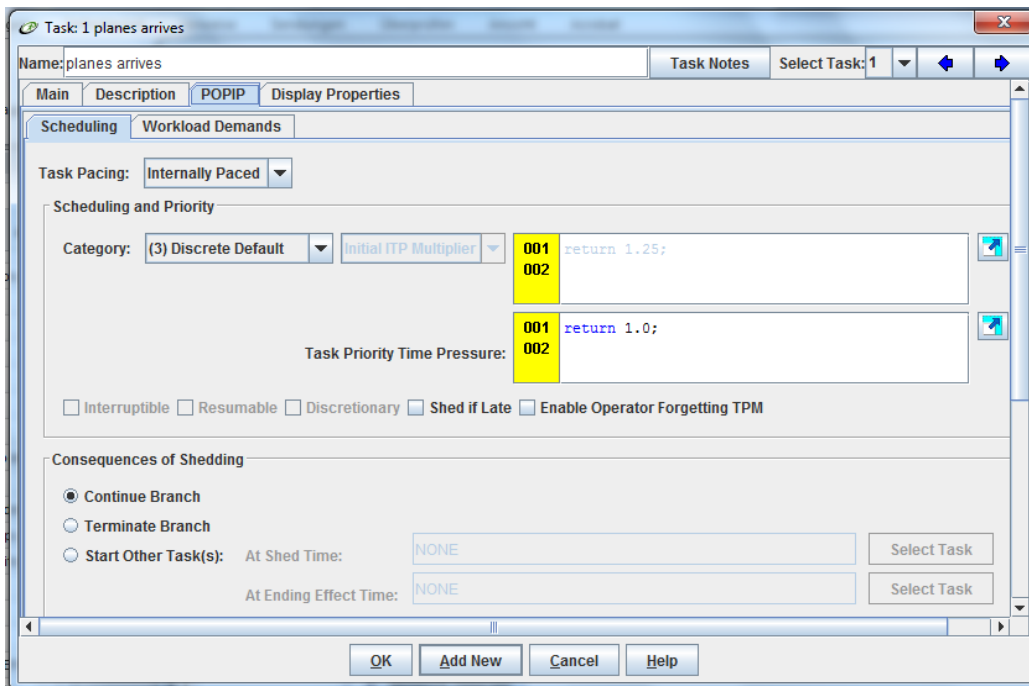 Task: 1 planes arrives
Name: planes arrives Task Notes Select Task: 1
Main Description POPIP Display Properties
Scheduling Workload Demands
Task Pacing: Internally Paced
Scheduling and Priority
Category: (3) Discrete Default Initial ITP Multiplier 001 return 1.25;
002
001 return 1.0;
Task Priority Time Pressure: 002
Interruptible Resumable Discretionary Shed if Late Enable Operator Forgetting TPM
Consequences of Shedding
Continue Branch
Terminate Branch
Start Other Task(s): At Shed Time: NONE Select Task
At Ending Effect Time: NONE Select Task
OK Add New Cancel Help